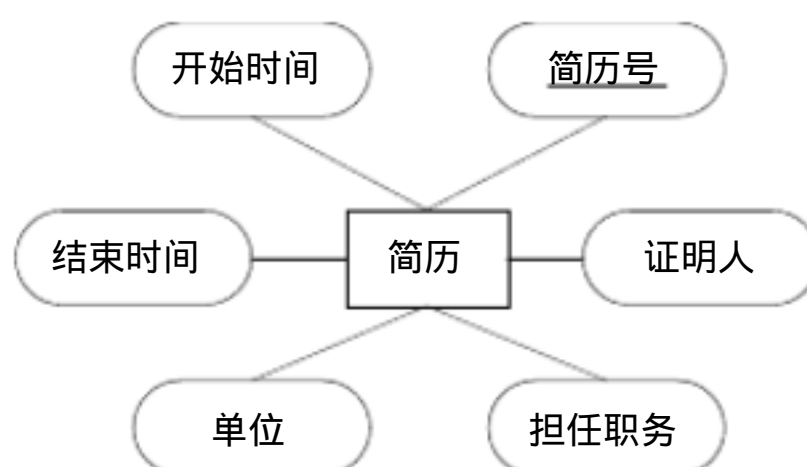 开始时间
简历号
结束时间
简历
证明人
单位
担任职务